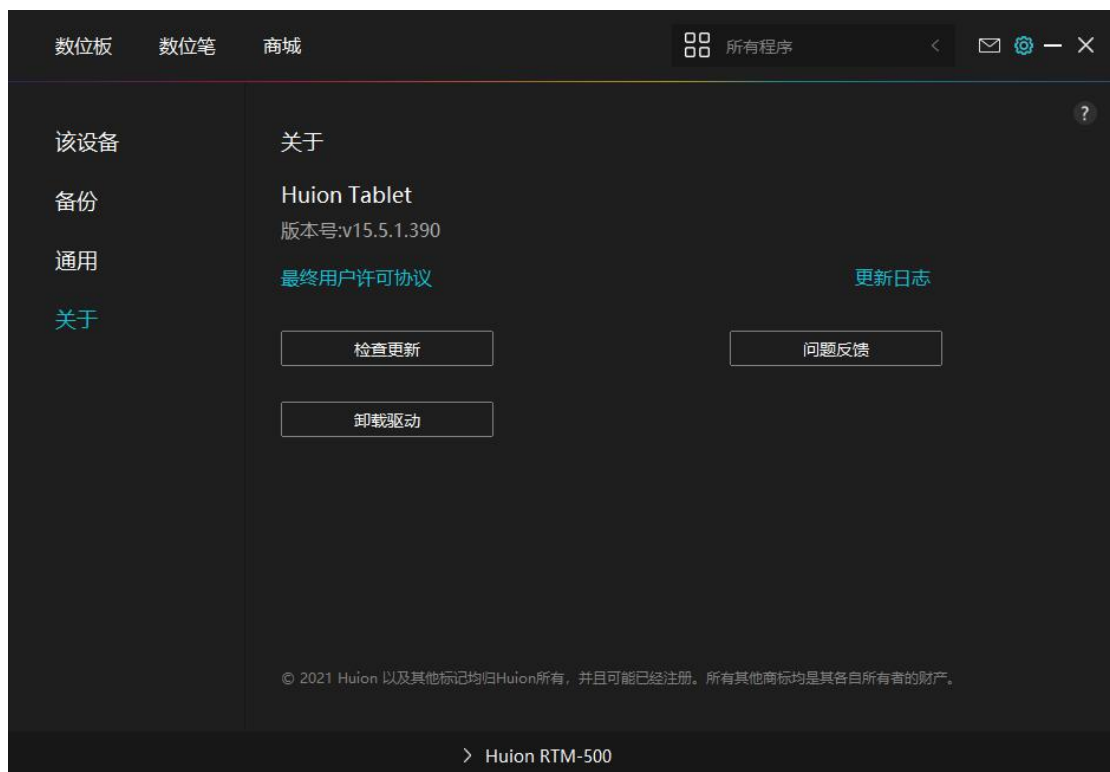 数位板 数位笔 商城 所有程序
?
该设备
备份
通用
关于
关于
Huion Tablet
版本号:v15.5.1.390
最终用户许可协议 更新日志
检查更新 问题反馈
卸载驱动
© 2021 Huion 以及其他标记均归Huion所有，并且可能已经注册。所有其他商标均是其各自所有者的财产。
Huion RTM-500